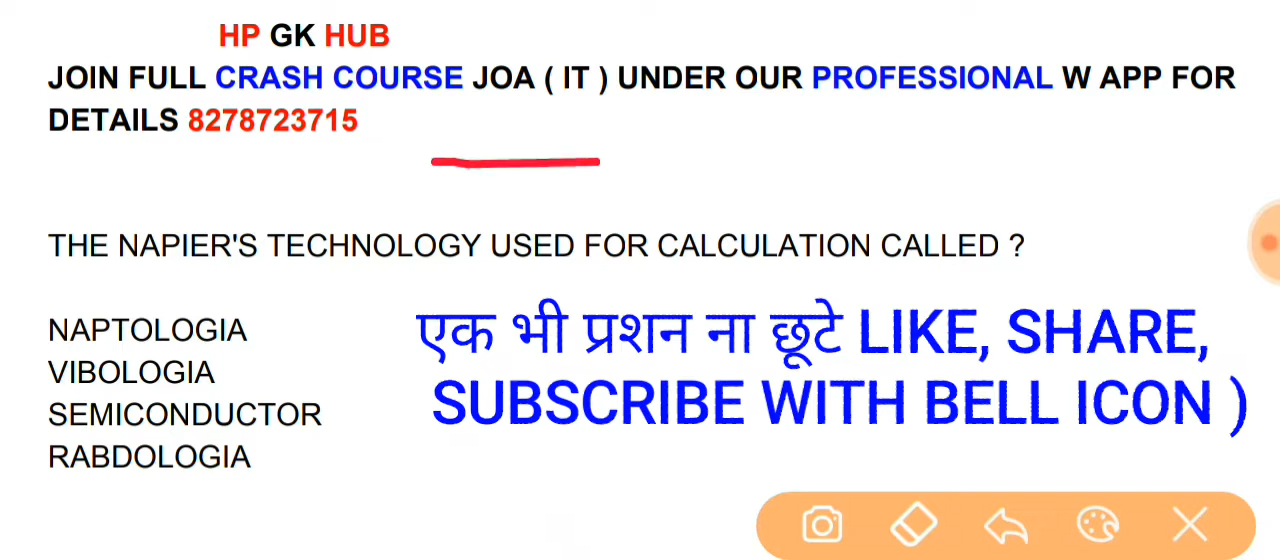 HP GK HUB
JOIN FULL CRASH COURSE JOA ( IT ) UNDER OUR PROFESSIONAL W APP FOR
DETAILS 8278723715
THE NAPIER'S TECHNOLOGY USED FOR CALCULATION CALLED ?
NAPTOLOGIA
VIBOLOGIA
SEMICONDUCTOR
RABDOLOGIA
एक भी प्रशन ना छूटे LIKE, SHARE,
SUBSCRIBE WITH BELL ICON )